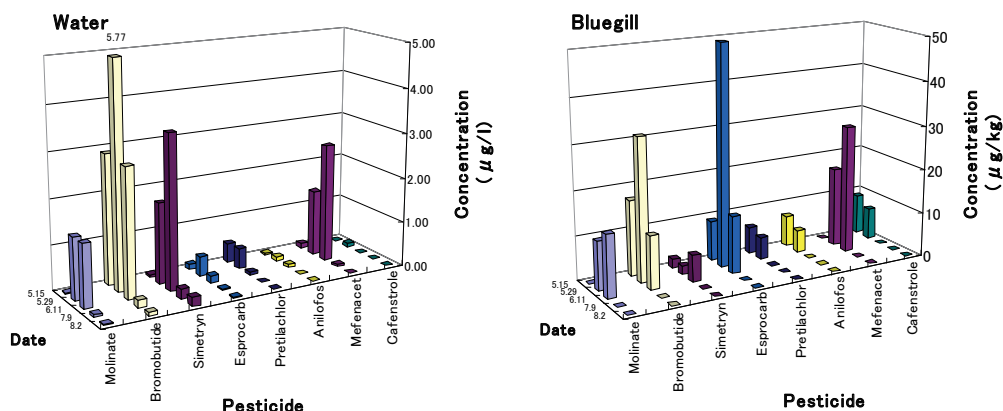 Water
5.77
5.00
4.00
3.00
2.00
1.00
0.00
Concentration
(μg/l)
5.15
5.29
6.11
7.9
8.2
Date
Molinate
Bromobutide
Simetryn
Esprocarb
Pretilachlor
Anilofos
Mefenacet
Cafenstrole
Pesticide
Bluegill
50
40
30
20
10
0
Concentration
(μg/kg)
5.15
5.29
6.11
7.9
8.2
Date
Molinate
Bromobutide
Simetryn
Esprocarb
Pretilachlor
Anilofos
Mefenacet
Cafenstrole
Pesticide